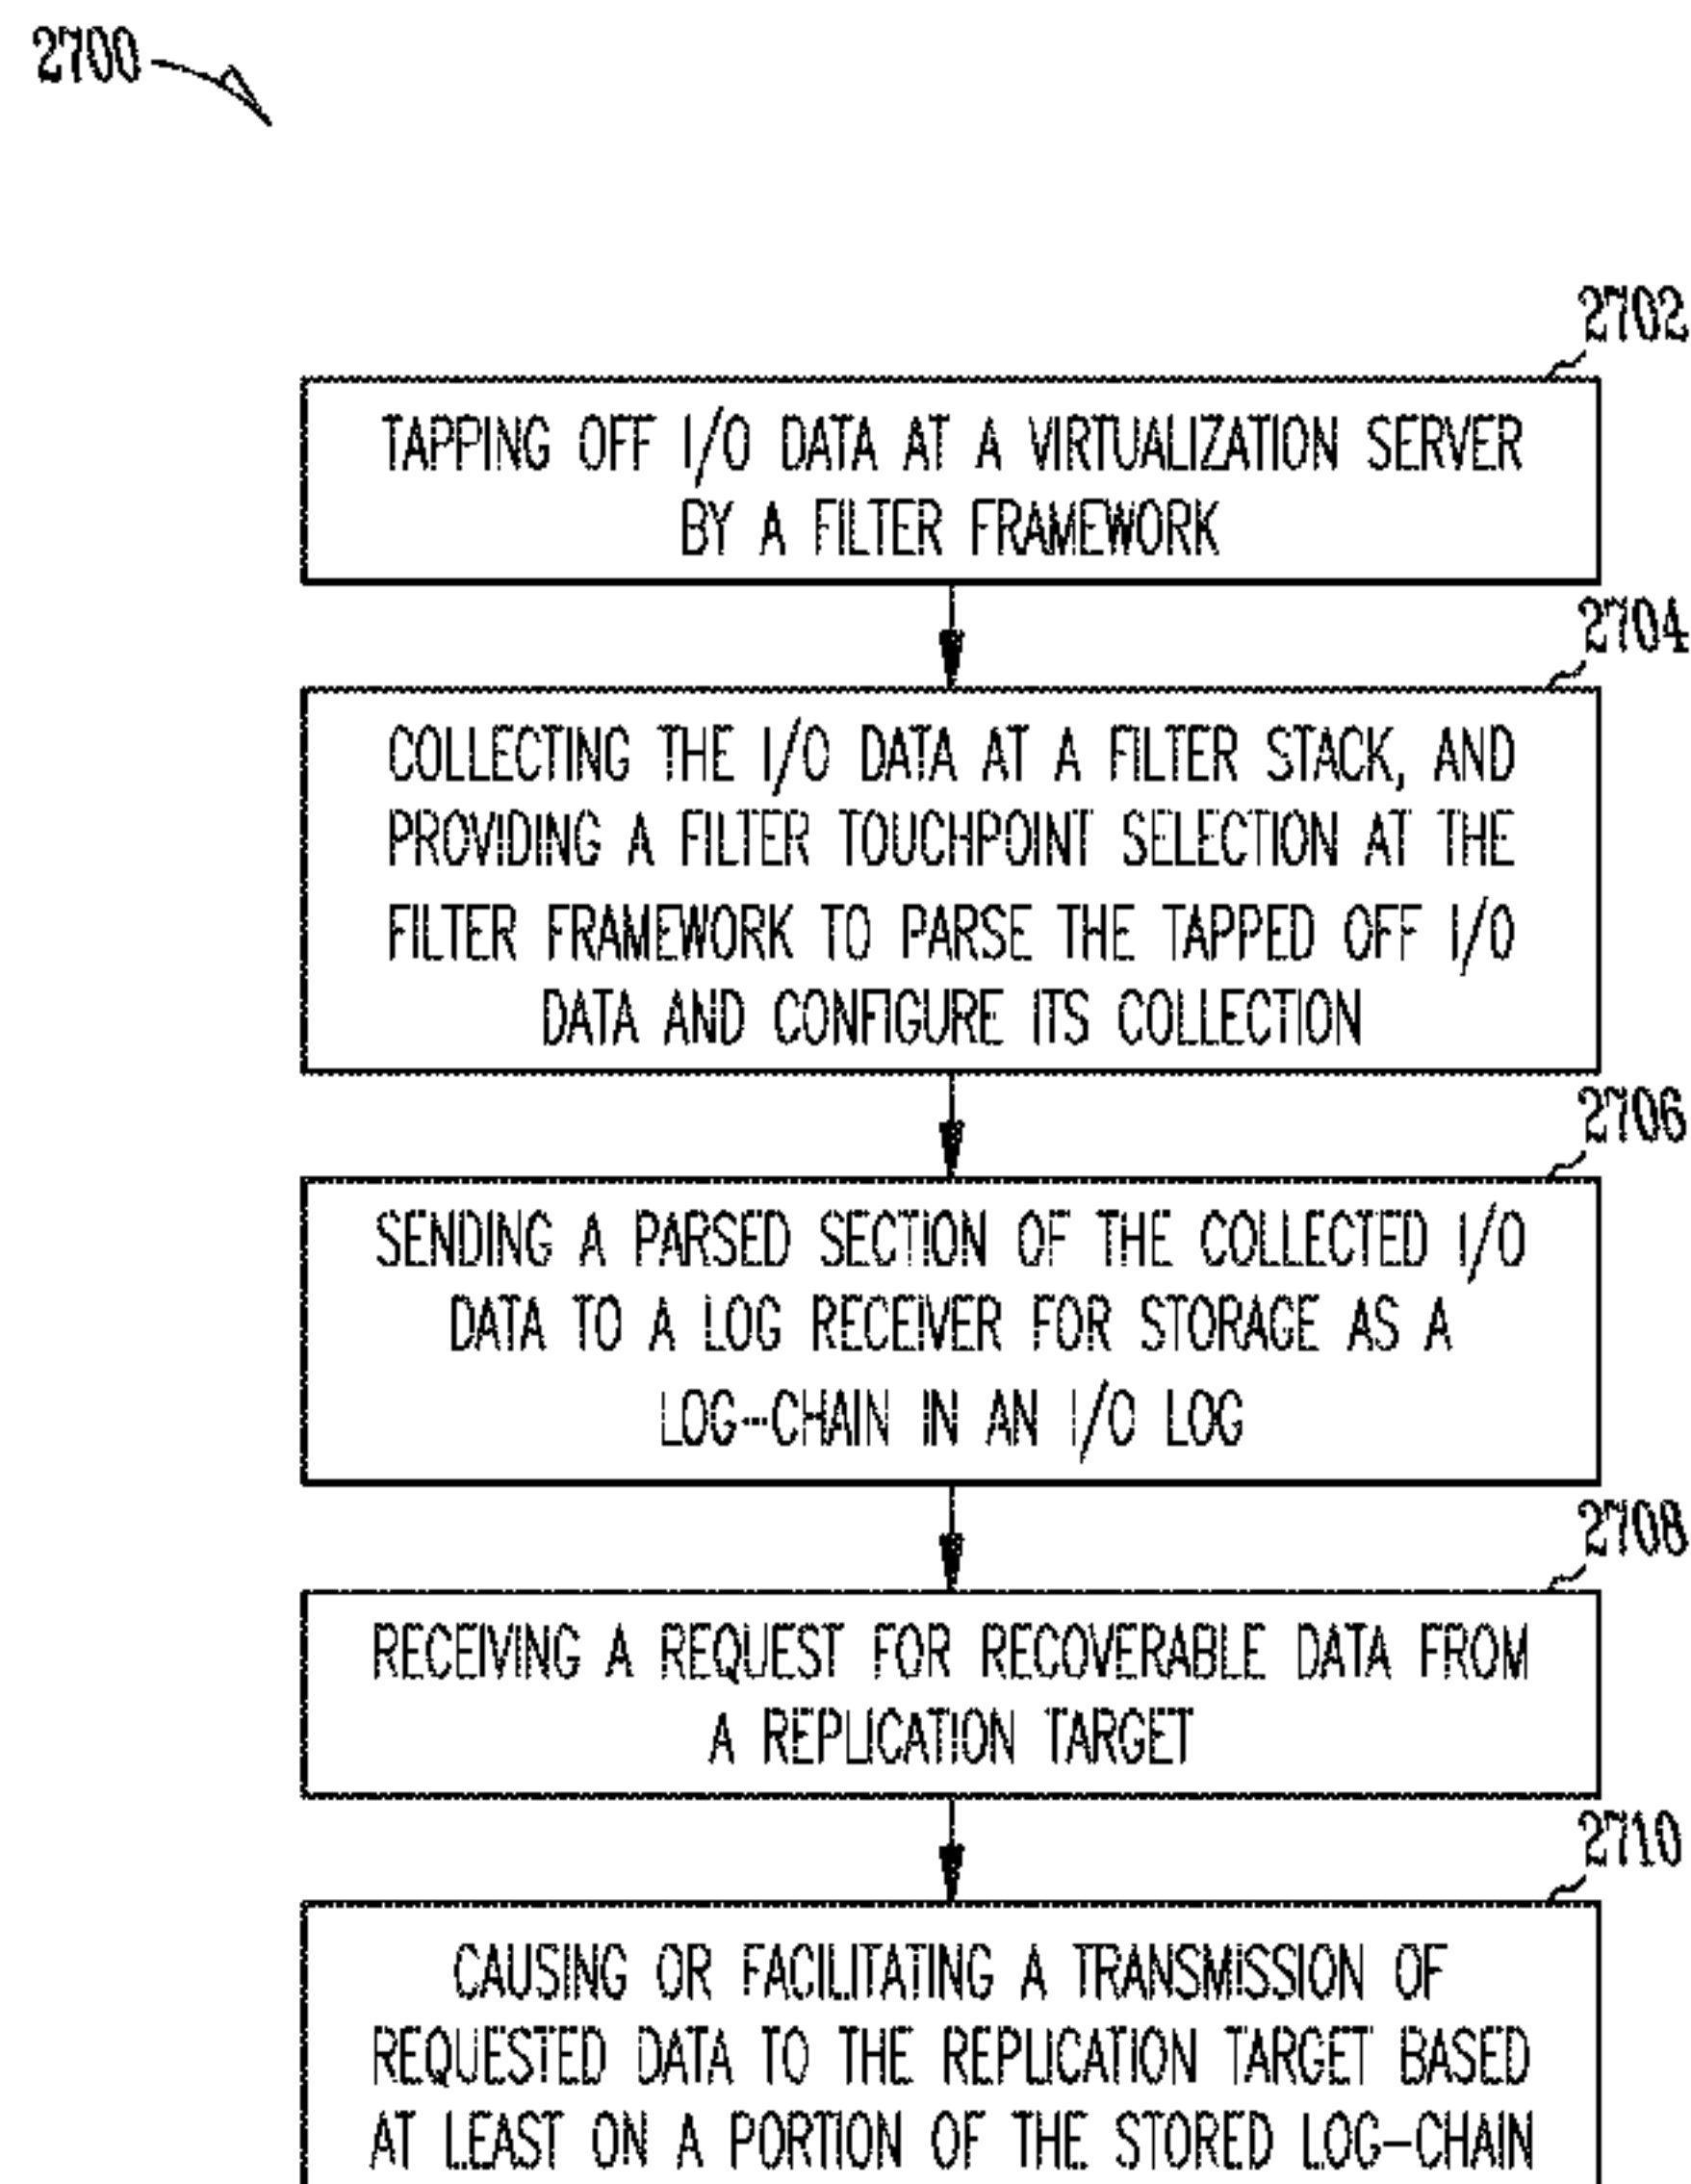 2700
2702
TAPPING OFF I/O DATA AT A VIRTUALIZATION SERVER
BY A FILTER FRAMEWORK
2704
COLLECTING THE I/O DATA AT A FILTER STACK, AND
PROVIDING A FILTER TOUCHPOINT SELECTION AT THE
FILTER FRAMEWORK TO PARSE THE TAPPED OFF I/O
DATA AND CONFIGURE ITS COLLECTION
2706
SENDING A PARSED SECTION OF THE COLLECTED I/O
DATA TO A LOG RECEIVER FOR STORAGE AS A
LOG-CHAIN IN AN I/O LOG
2708
RECEIVING A REQUEST FOR RECOVERABLE DATA FROM
A REPLICATION TARGET
2710
CAUSING OR FACILITATING A TRANSMISSION OF
REQUESTED DATA TO THE REPLICATION TARGET BASED
AT LEAST ON A PORTION OF THE STORED LOG-CHAIN